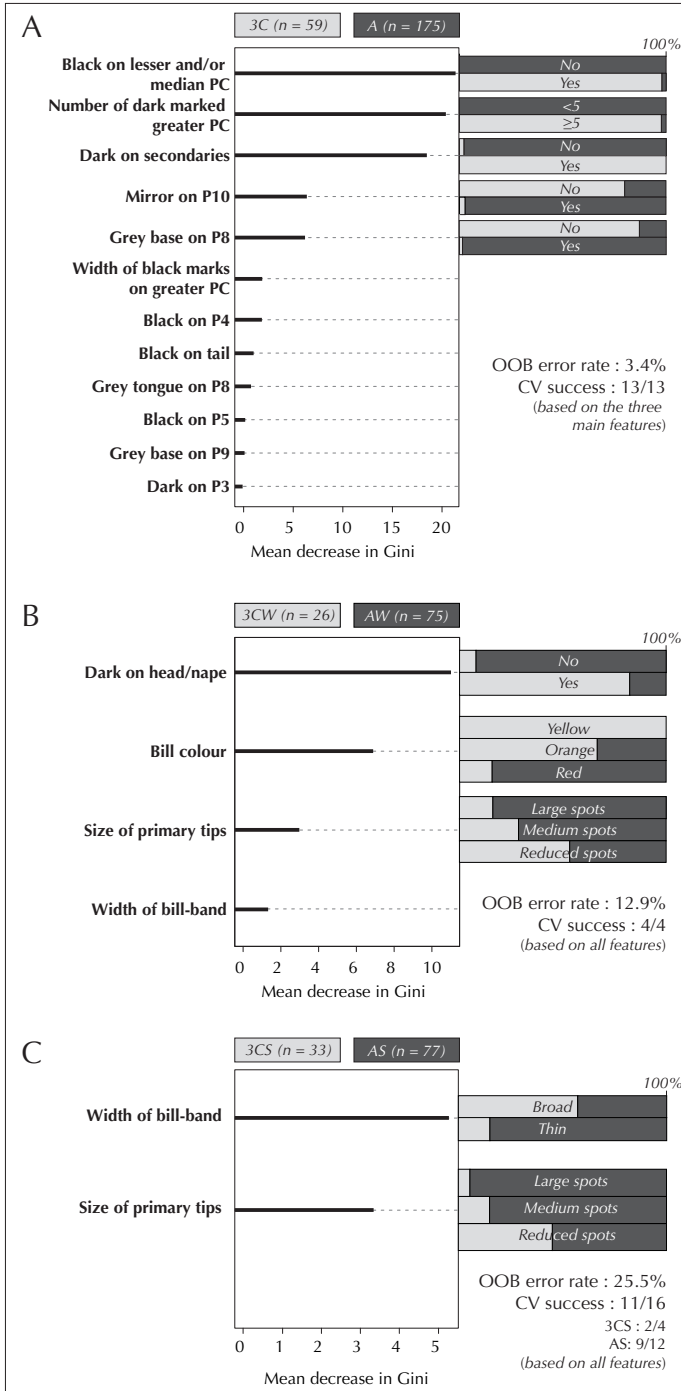 A
3C (n = 59) A (n = 175)
100%
Black on lesser and/or
median PC
No
Yes
Number of dark marked
greater PC
<5
≥5
Dark on secondaries
No
Yes
Mirror on P10
No
Yes
Grey base on P8
No
Yes
Width of black marks
on greater PC
Black on P4
Black on tail
Grey tongue on P8
Black on P5
Grey base on P9
Dark on P3
OOB error rate : 3.4%
CV success : 13/13
(based on the three
main features)
0 5 10 15 20
Mean decrease in Gini
B
3CW (n = 26) AW (n = 75)
100%
Dark on head/nape
No
Yes
Bill colour
Yellow
Orange
Red
Size of primary tips
Large spots
Medium spots
Reduced spots
Width of bill-band
OOB error rate : 12.9%
CV success : 4/4
(based on all features)
0 2 4 6 8 10
Mean decrease in Gini
C
3CS (n = 33) AS (n = 77)
100%
Width of bill-band
Broad
Thin
Size of primary tips
Large spots
Medium spots
Reduced spots
OOB error rate : 25.5%
CV success : 11/16
3CS : 2/4
AS: 9/12
(based on all features)
0 1 2 3 4 5
Mean decrease in Gini